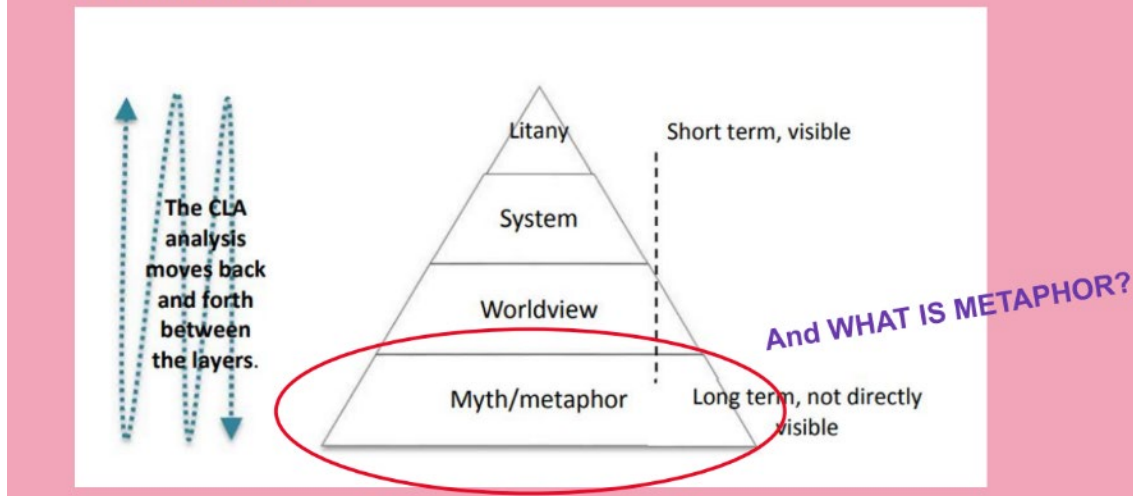 The CLA
analysis
moves back
and forth
between
the layers.
Litany
System
Worldview
Myth/metaphor
Short term, visible
Long term, not directly
visible
And WHAT IS METAPHOR?